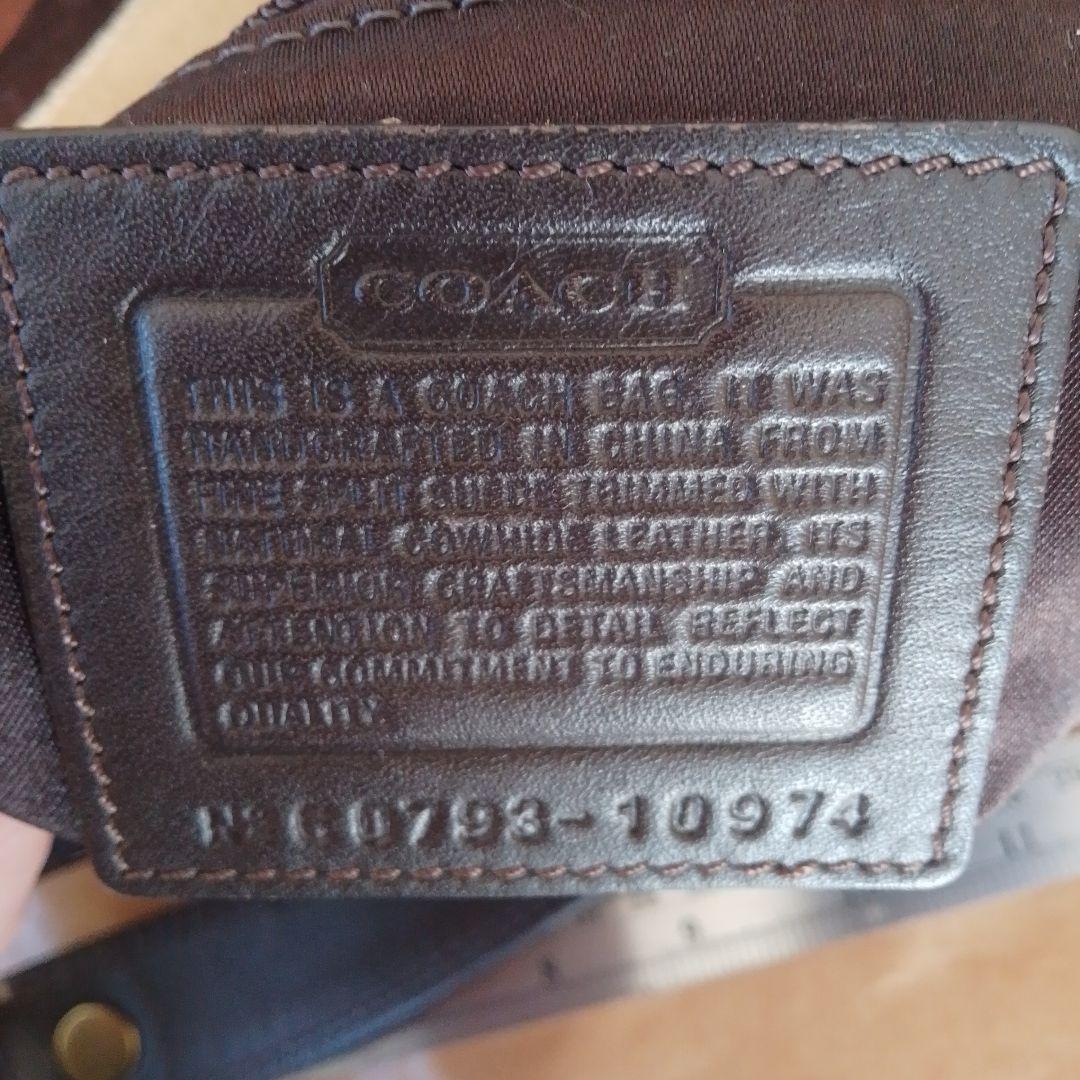 COACH
THIS IS A COACH BAG. IT WAS
HANDCRAFTED IN CHINA FROM
FINE SPLIT SUEDE TRIMMED WITH
NATURAL COWHIDE LEATHER. ITS
SUPERIOR CRAFTSMANSHIP AND
ATTENTION TO DETAIL REFLECT
OUR COMMITMENT TO ENDURING
QUALITY.
Nº C0793-10974
11